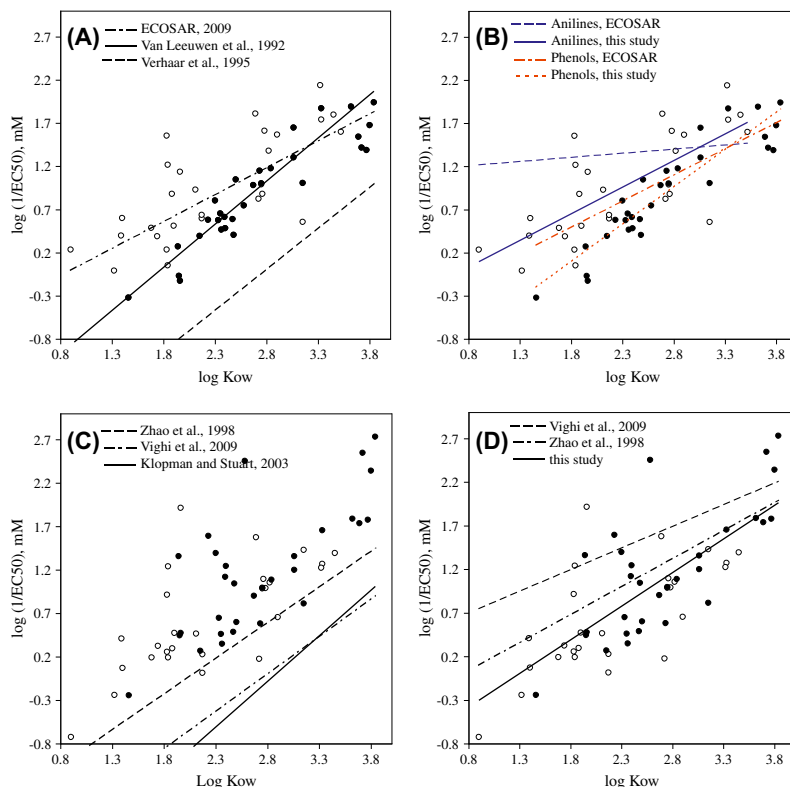 (A)
ECOSAR, 2009
Van Leeuwen et al., 1992
Verhaar et al., 1995
2.7
2.2
1.7
1.2
0.7
0.2
-0.3
-0.8
0.8 1.3 1.8 2.3 2.8 3.3 3.8
log (1/EC50), mM
log Kow
(B)
Anilines, ECOSAR
Anilines, this study
Phenols, ECOSAR
Phenols, this study
2.7
2.2
1.7
1.2
0.7
0.2
-0.3
-0.8
0.8 1.3 1.8 2.3 2.8 3.3 3.8
log (1/EC50), mM
log Kow
(C)
Zhao et al., 1998
Vighi et al., 2009
Klopman and Stuart, 2003
2.7
2.2
1.7
1.2
0.7
0.2
-0.3
-0.8
0.8 1.3 1.8 2.3 2.8 3.3 3.8
log (1/EC50), mM
Log Kow
(D)
Vighi et al., 2009
Zhao et al., 1998
this study
2.7
2.2
1.7
1.2
0.7
0.2
-0.3
-0.8
0.8 1.3 1.8 2.3 2.8 3.3 3.8
log (1/EC50), mM
log Kow